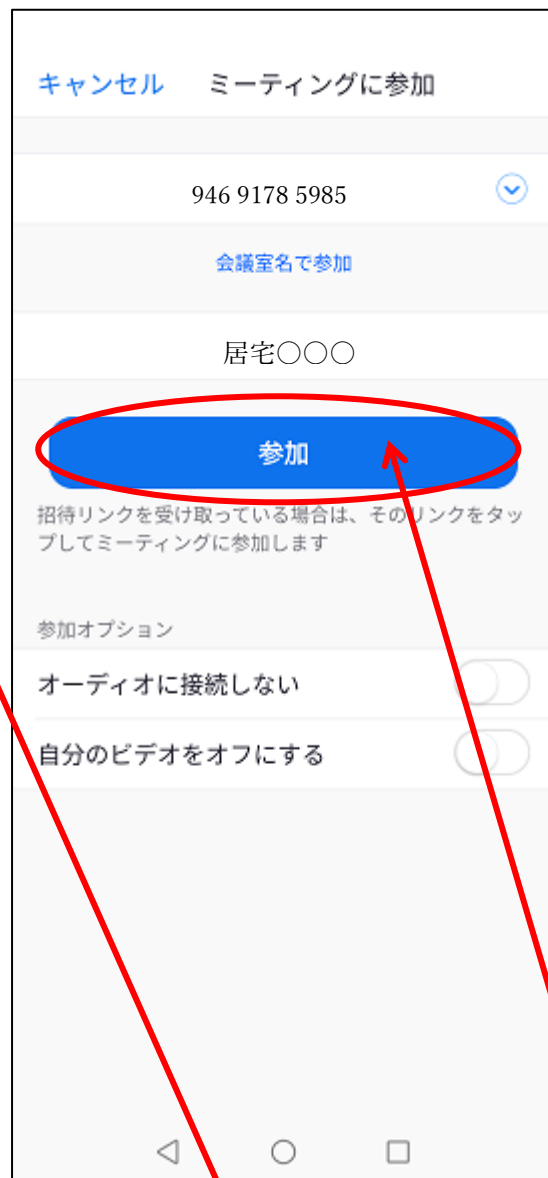 キャンセル ミーティングに参加
946 9178 5985
会議室名で参加
居宅○○○
参加
招待リンクを受け取っている場合は、そのリンクをタッ
プしてミーティングに参加します
参加オプション
オーディオに接続しない
自分のビデオをオフにする